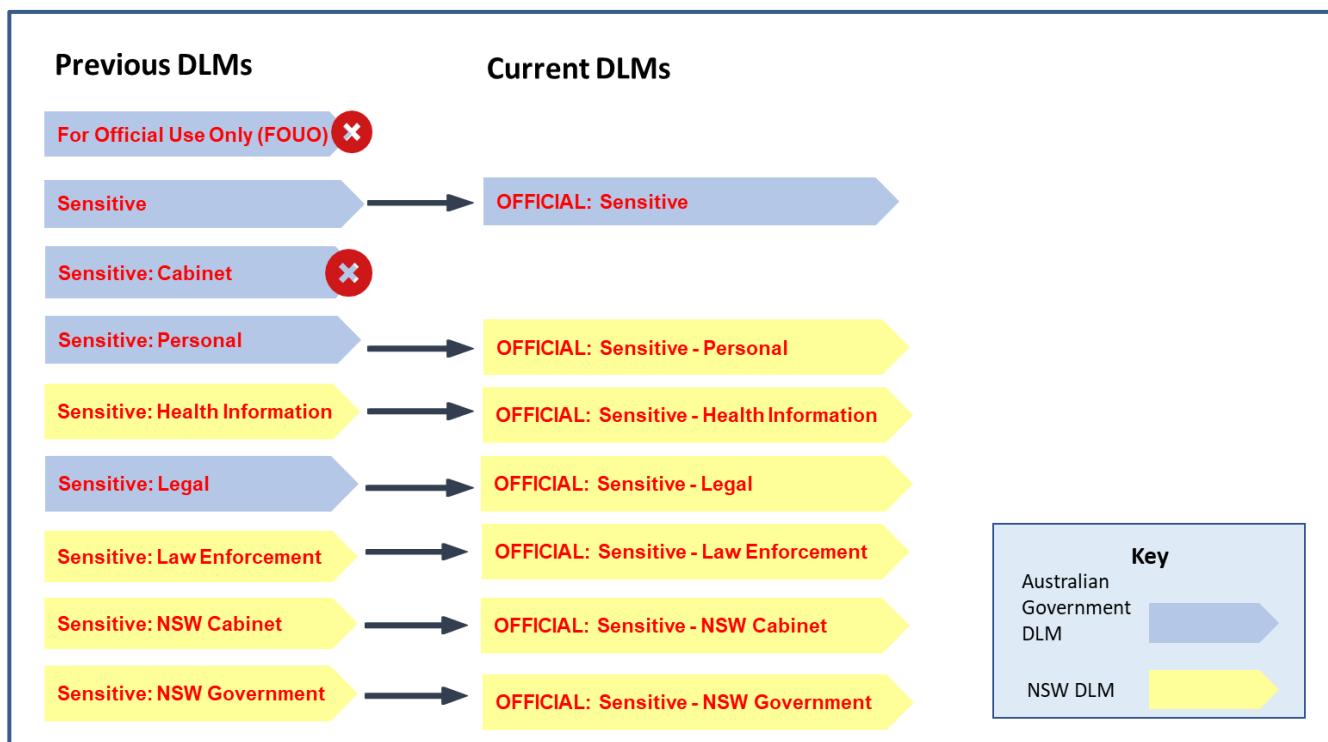 Previous DLMs
Current DLMs
For Official Use Only (FOUO)
Sensitive
OFFICIAL: Sensitive
Sensitive: Cabinet
Sensitive: Personal
OFFICIAL: Sensitive - Personal
Sensitive: Health Information
OFFICIAL: Sensitive - Health Information
Sensitive: Legal
OFFICIAL: Sensitive - Legal
Sensitive: Law Enforcement
OFFICIAL: Sensitive - Law Enforcement
Sensitive: NSW Cabinet
OFFICIAL: Sensitive - NSW Cabinet
Sensitive: NSW Government
OFFICIAL: Sensitive - NSW Government
Key
Australian
Government
DLM
NSW DLM